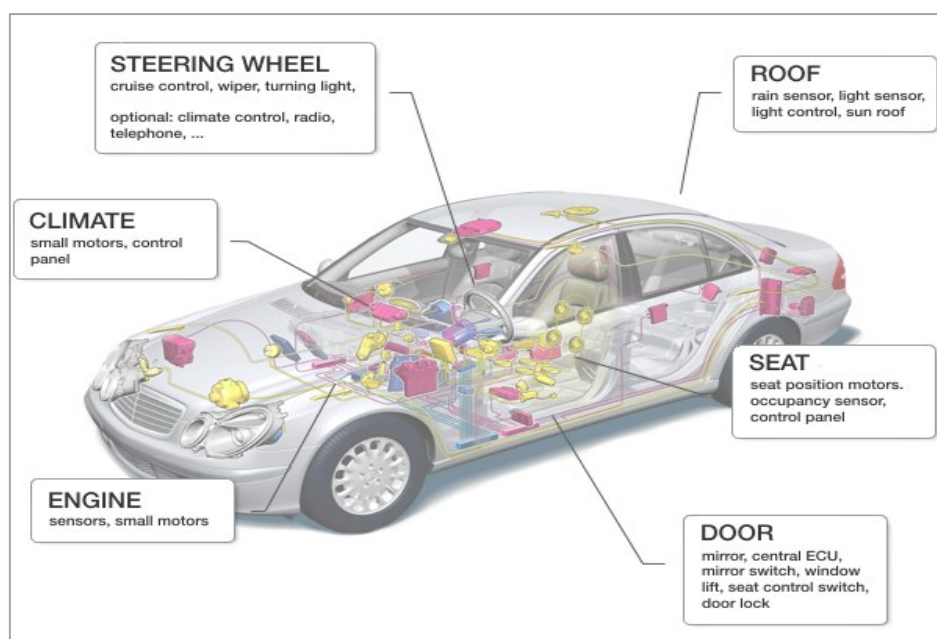 STEERING WHEEL
cruise control, wiper, turning light,
optional: climate control, radio,
telephone, ...
ROOF
rain sensor, light sensor,
light control, sun roof
CLIMATE
small motors, control
panel
SEAT
seat position motors.
occupancy sensor,
control panel
ENGINE
sensors, small motors
DOOR
mirror, central ECU,
mirror switch, window
lift, seat control switch,
door lock